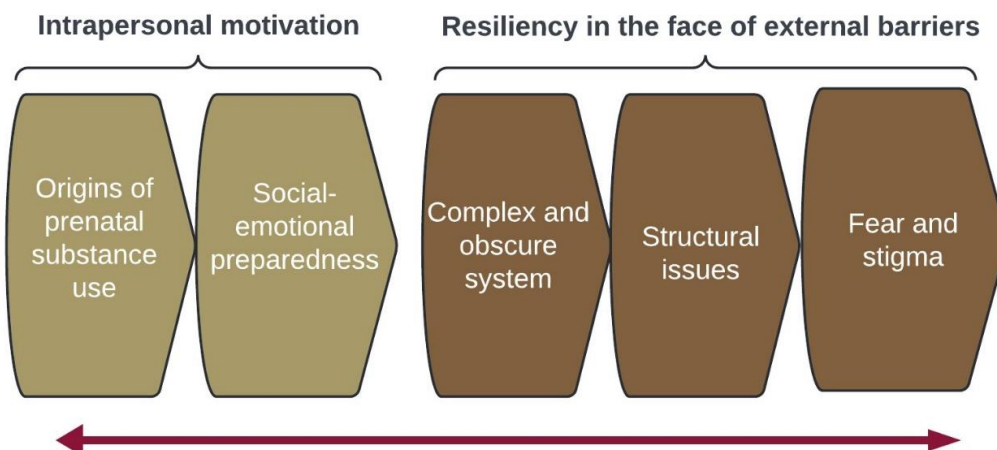 Intrapersonal motivation
Resiliency in the face of external barriers
Origins of
prenatal
substance
use
Social-
emotional
preparedness
Complex and
obscure
system
Structural
issues
Fear and
stigma